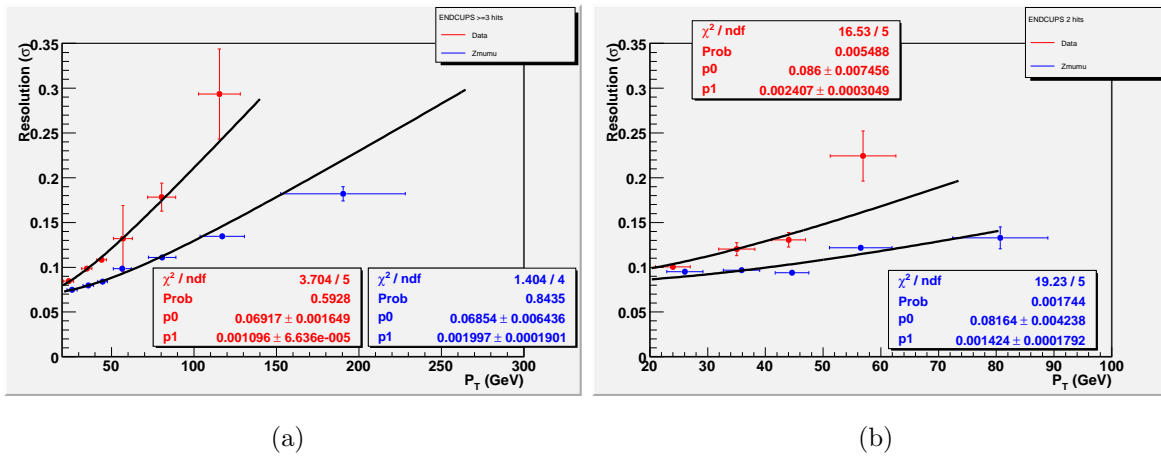 ENDCUPS >=3 hits
Data
Zmumu
Resolution (σ)
0.35
0.3
0.25
0.2
0.15
0.1
0.05
0
50
100
150
200
250
300
P_T (GeV)
χ² / ndf 3.704 / 5
Prob 0.5928
p0 0.06917 ± 0.001649
p1 0.001096 ± 6.636e-005
χ² / ndf 1.404 / 4
Prob 0.8435
p0 0.06854 ± 0.006436
p1 0.001997 ± 0.0001901
(a)
ENDCUPS 2 hits
Data
Zmumu
χ² / ndf 16.53 / 5
Prob 0.005488
p0 0.086 ± 0.007456
p1 0.002407 ± 0.0003049
Resolution (σ)
0.35
0.3
0.25
0.2
0.15
0.1
0.05
0
20
30
40
50
60
70
80
90
100
P_T (GeV)
χ² / ndf 19.23 / 5
Prob 0.001744
p0 0.08164 ± 0.004238
p1 0.001424 ± 0.0001792
(b)